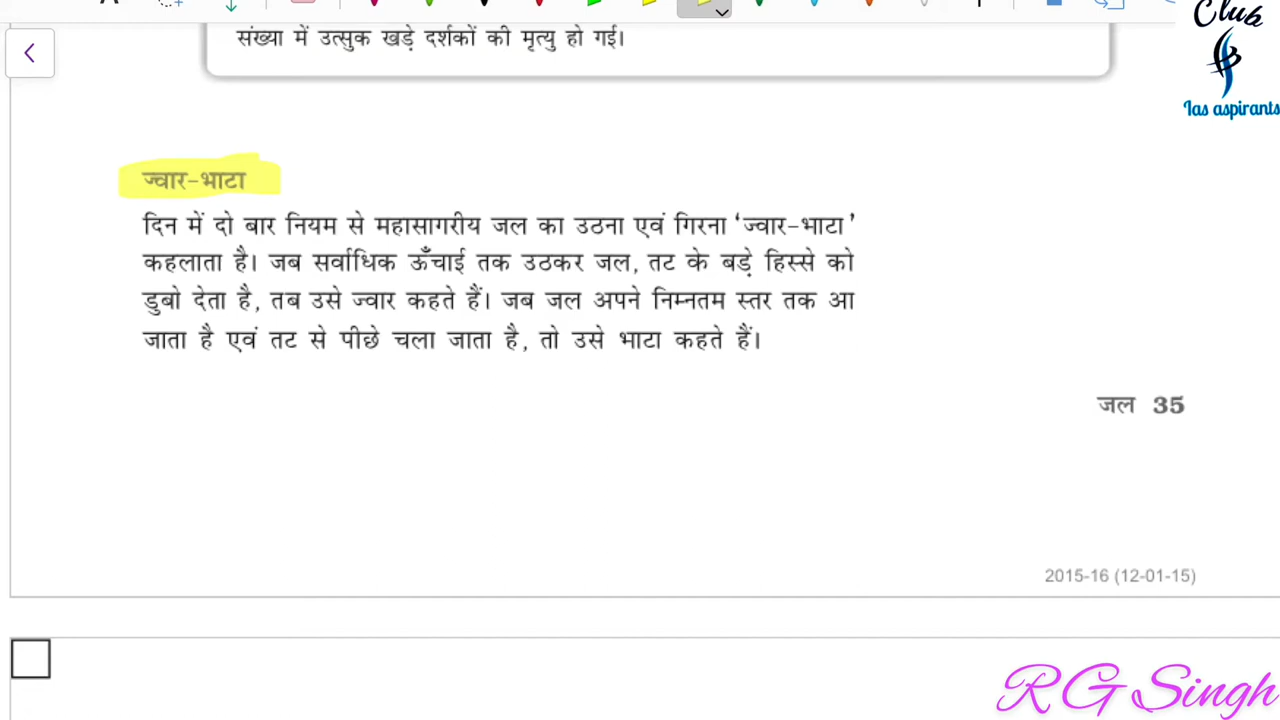 Club
संख्या में उत्सुक खड़े दर्शकों की मृत्यु हो गई।
Ias aspirants
ज्वार-भाटा
दिन में दो बार नियम से महासागरीय जल का उठना एवं गिरना ‘ज्वार-भाटा’
कहलाता है। जब सर्वाधिक ऊँचाई तक उठकर जल, तट के बड़े हिस्से को
डुबो देता है, तब उसे ज्वार कहते हैं। जब जल अपने निम्नतम स्तर तक आ
जाता है एवं तट से पीछे चला जाता है, तो उसे भाटा कहते हैं।
जल 35
2015-16 (12-01-15)
RG Singh